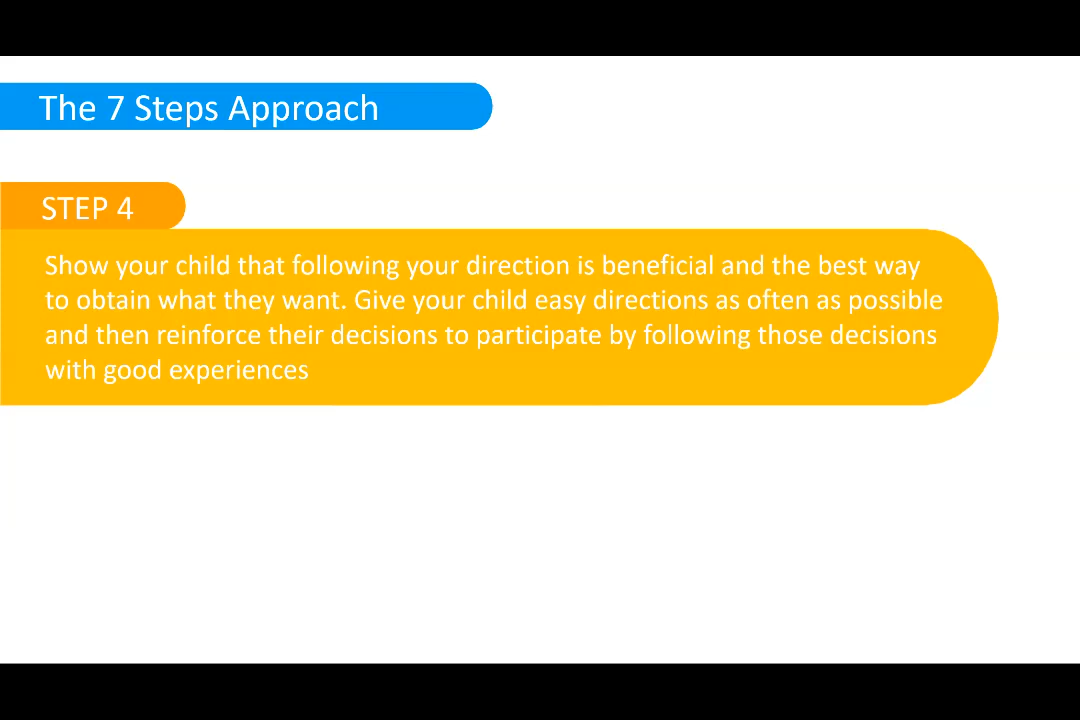 The 7 Steps Approach
STEP 4
Show your child that following your direction is beneficial and the best way
to obtain what they want. Give your child easy directions as often as possible
and then reinforce their decisions to participate by following those decisions
with good experiences